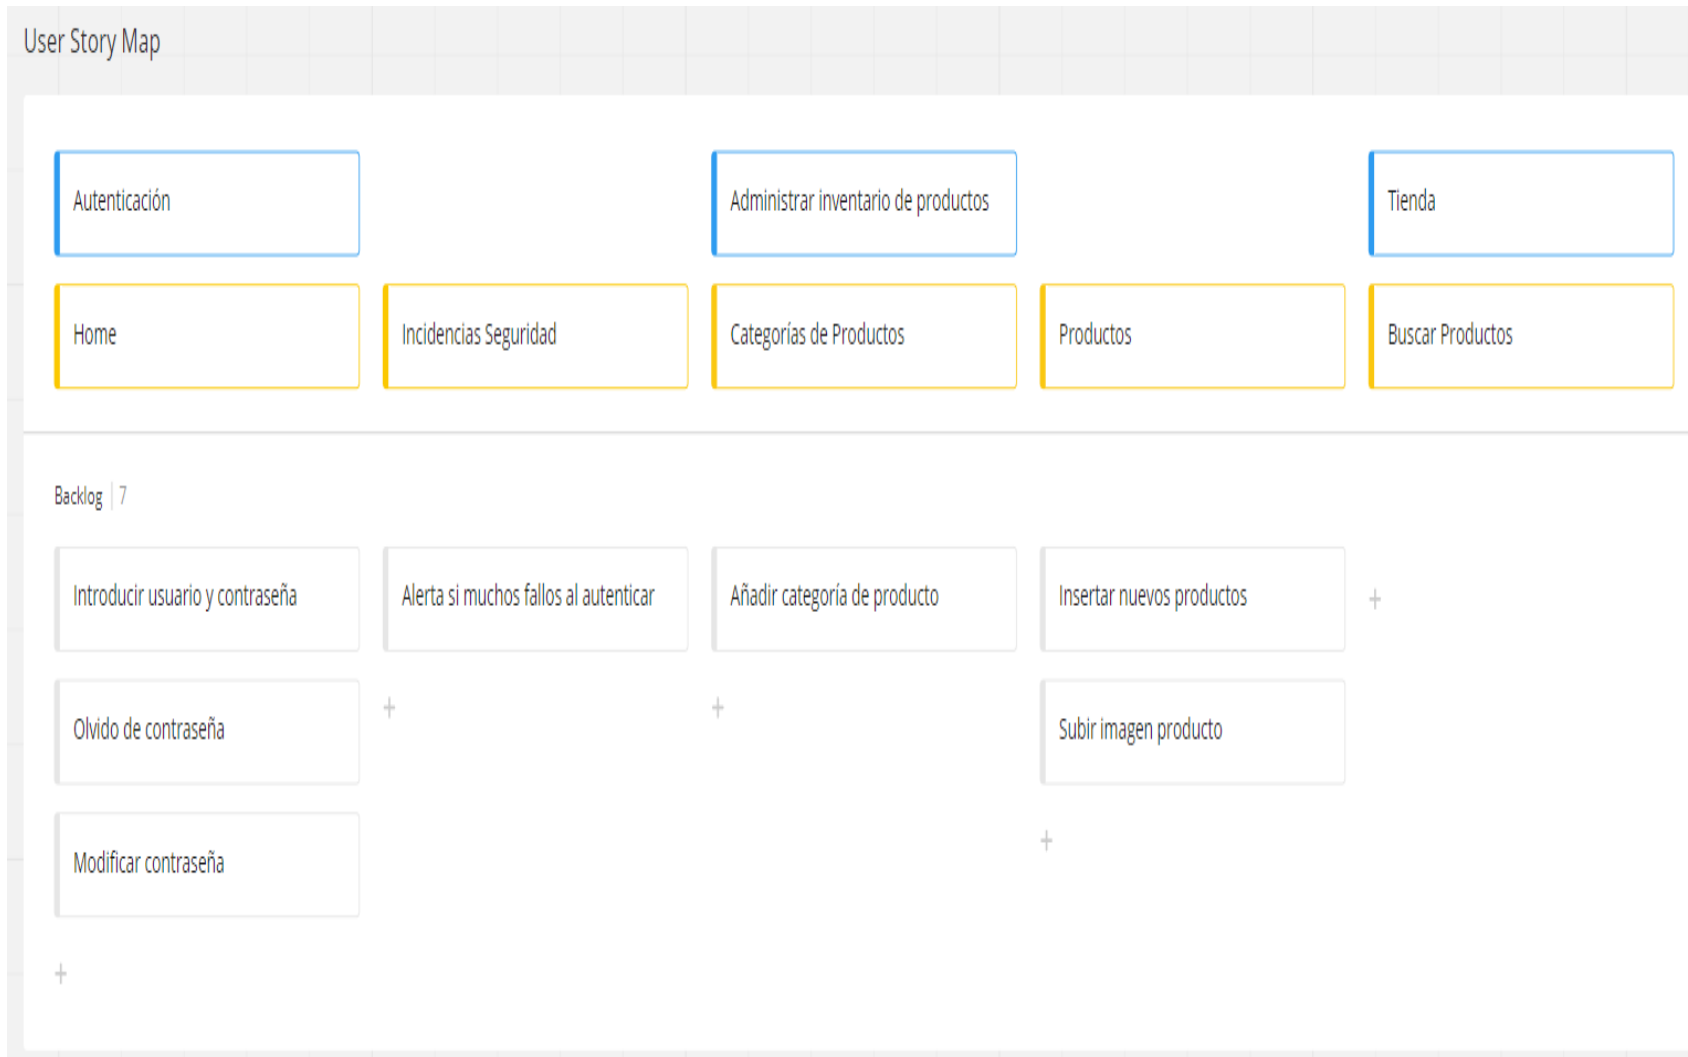 User Story Map
Autenticación
Administrar inventario de productos
Tienda
Home
Incidencias Seguridad
Categorías de Productos
Productos
Buscar Productos
Backlog | 7
Introducir usuario y contraseña
Alerta si muchos fallos al autenticar
Añadir categoría de producto
Insertar nuevos productos
+
Olvido de contraseña
+
+
Subir imagen producto
Modificar contraseña
+
+